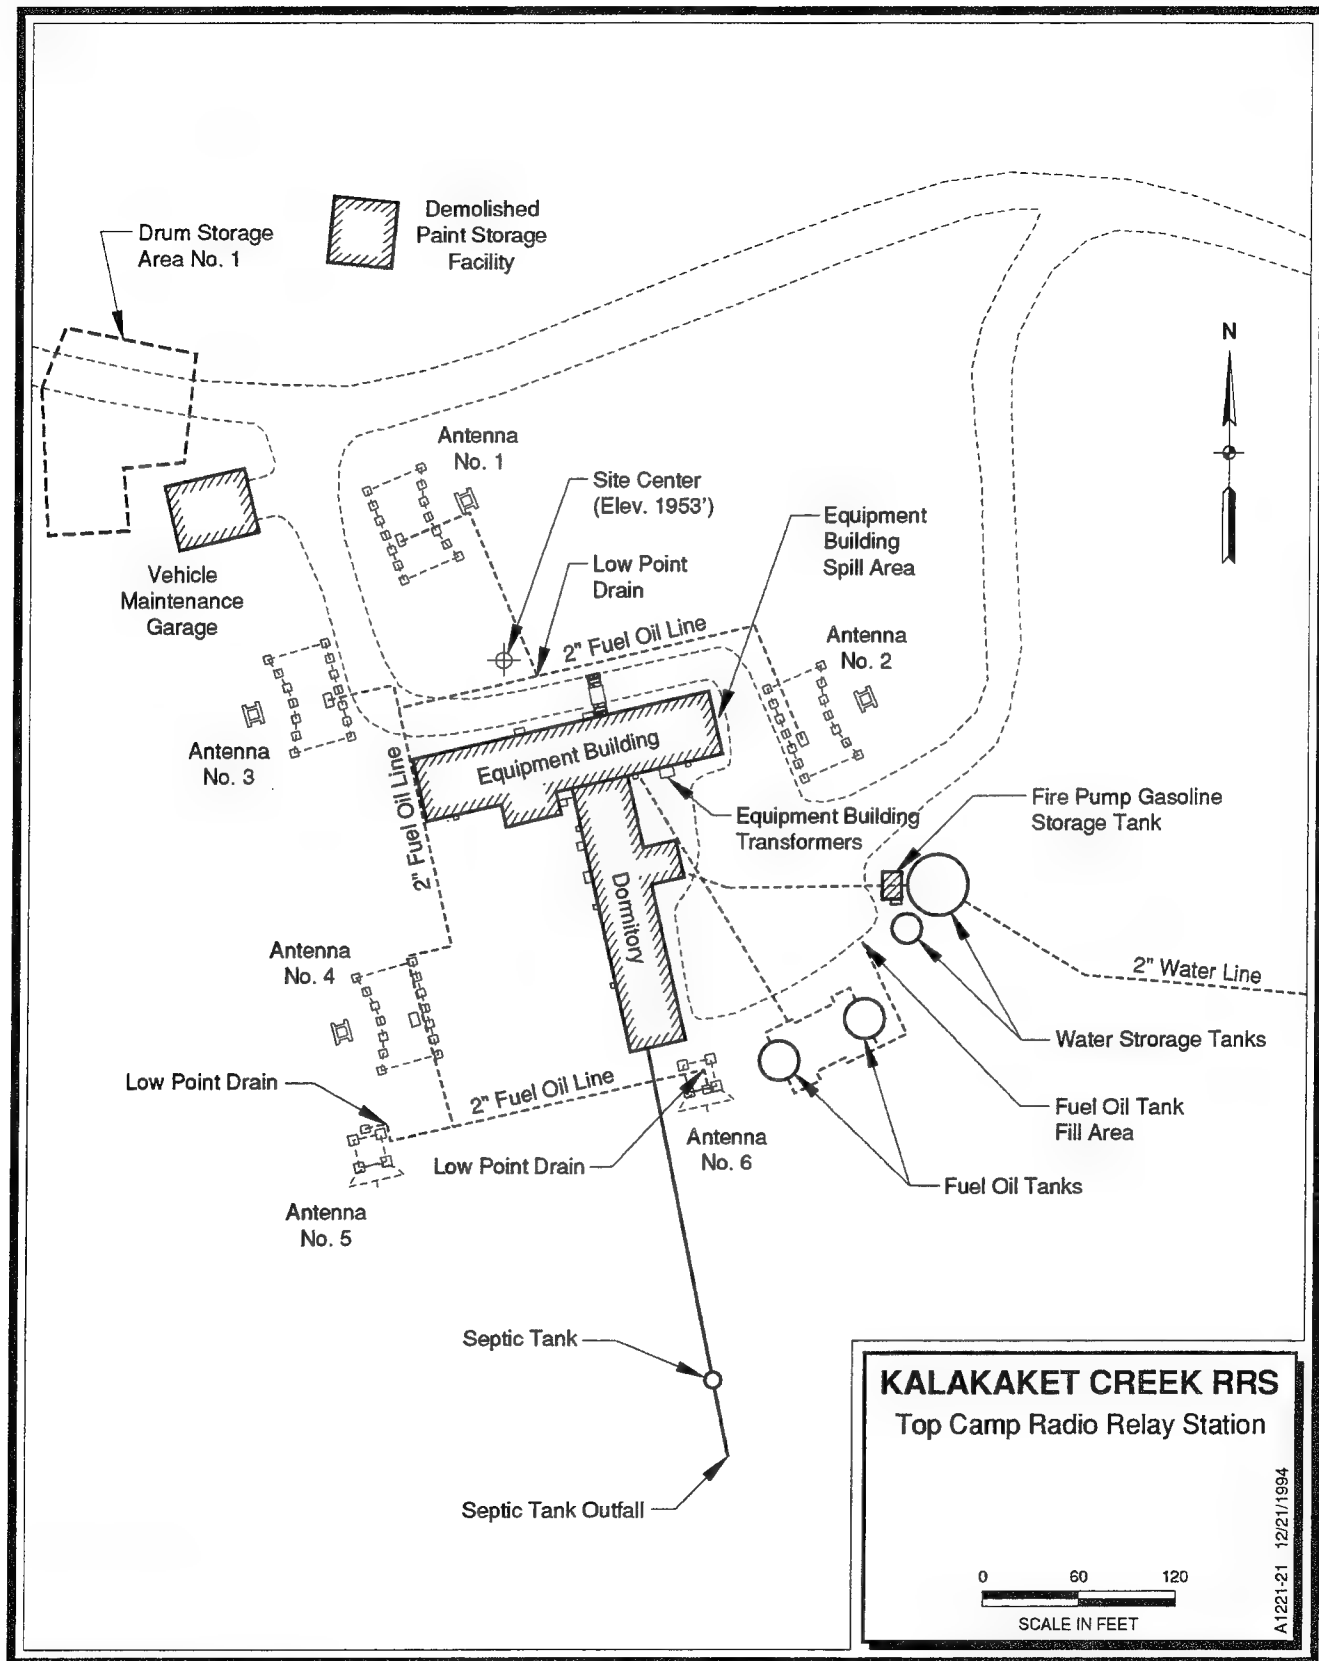 Drum Storage
Area No. 1
Demolished
Paint Storage
Facility
N
Antenna
No. 1
Site Center
(Elev. 1953')
Equipment
Building
Spill Area
Low Point
Drain
Vehicle
Maintenance
Garage
2" Fuel Oil Line
Antenna
No. 2
Antenna
No. 3
Equipment Building
2" Fuel Oil Line
Equipment Building
Transformers
Fire Pump Gasoline
Storage Tank
Dormitory
Antenna
No. 4
2" Water Line
Water Strorage Tanks
Low Point Drain
2" Fuel Oil Line
Fuel Oil Tank
Fill Area
Antenna
No. 6
Low Point Drain
Fuel Oil Tanks
Antenna
No. 5
Septic Tank
Septic Tank Outfall
KALAKAKET CREEK RRS
Top Camp Radio Relay Station
0 60 120
SCALE IN FEET
A1221-21 12/21/1994